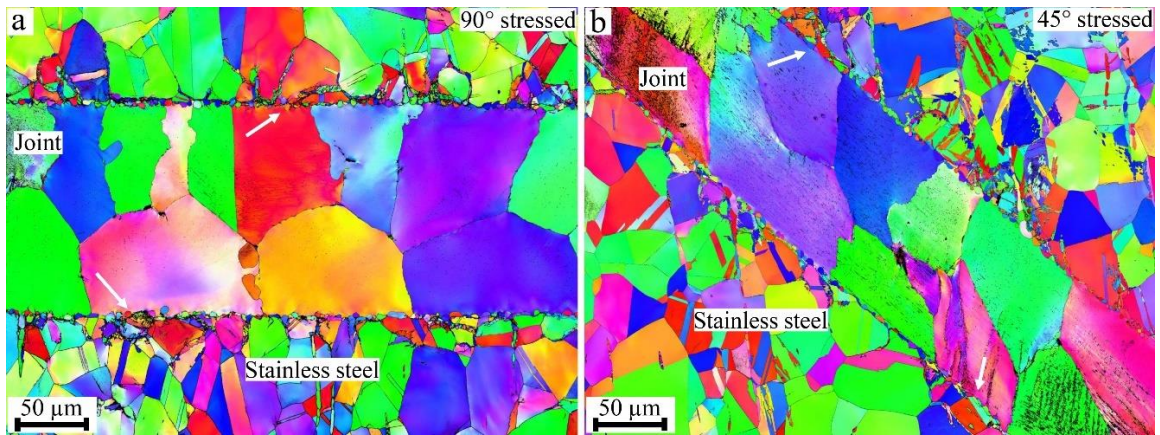 a
90° stressed
Joint
Stainless steel
50 µm
b
45° stressed
Joint
Stainless steel
50 µm